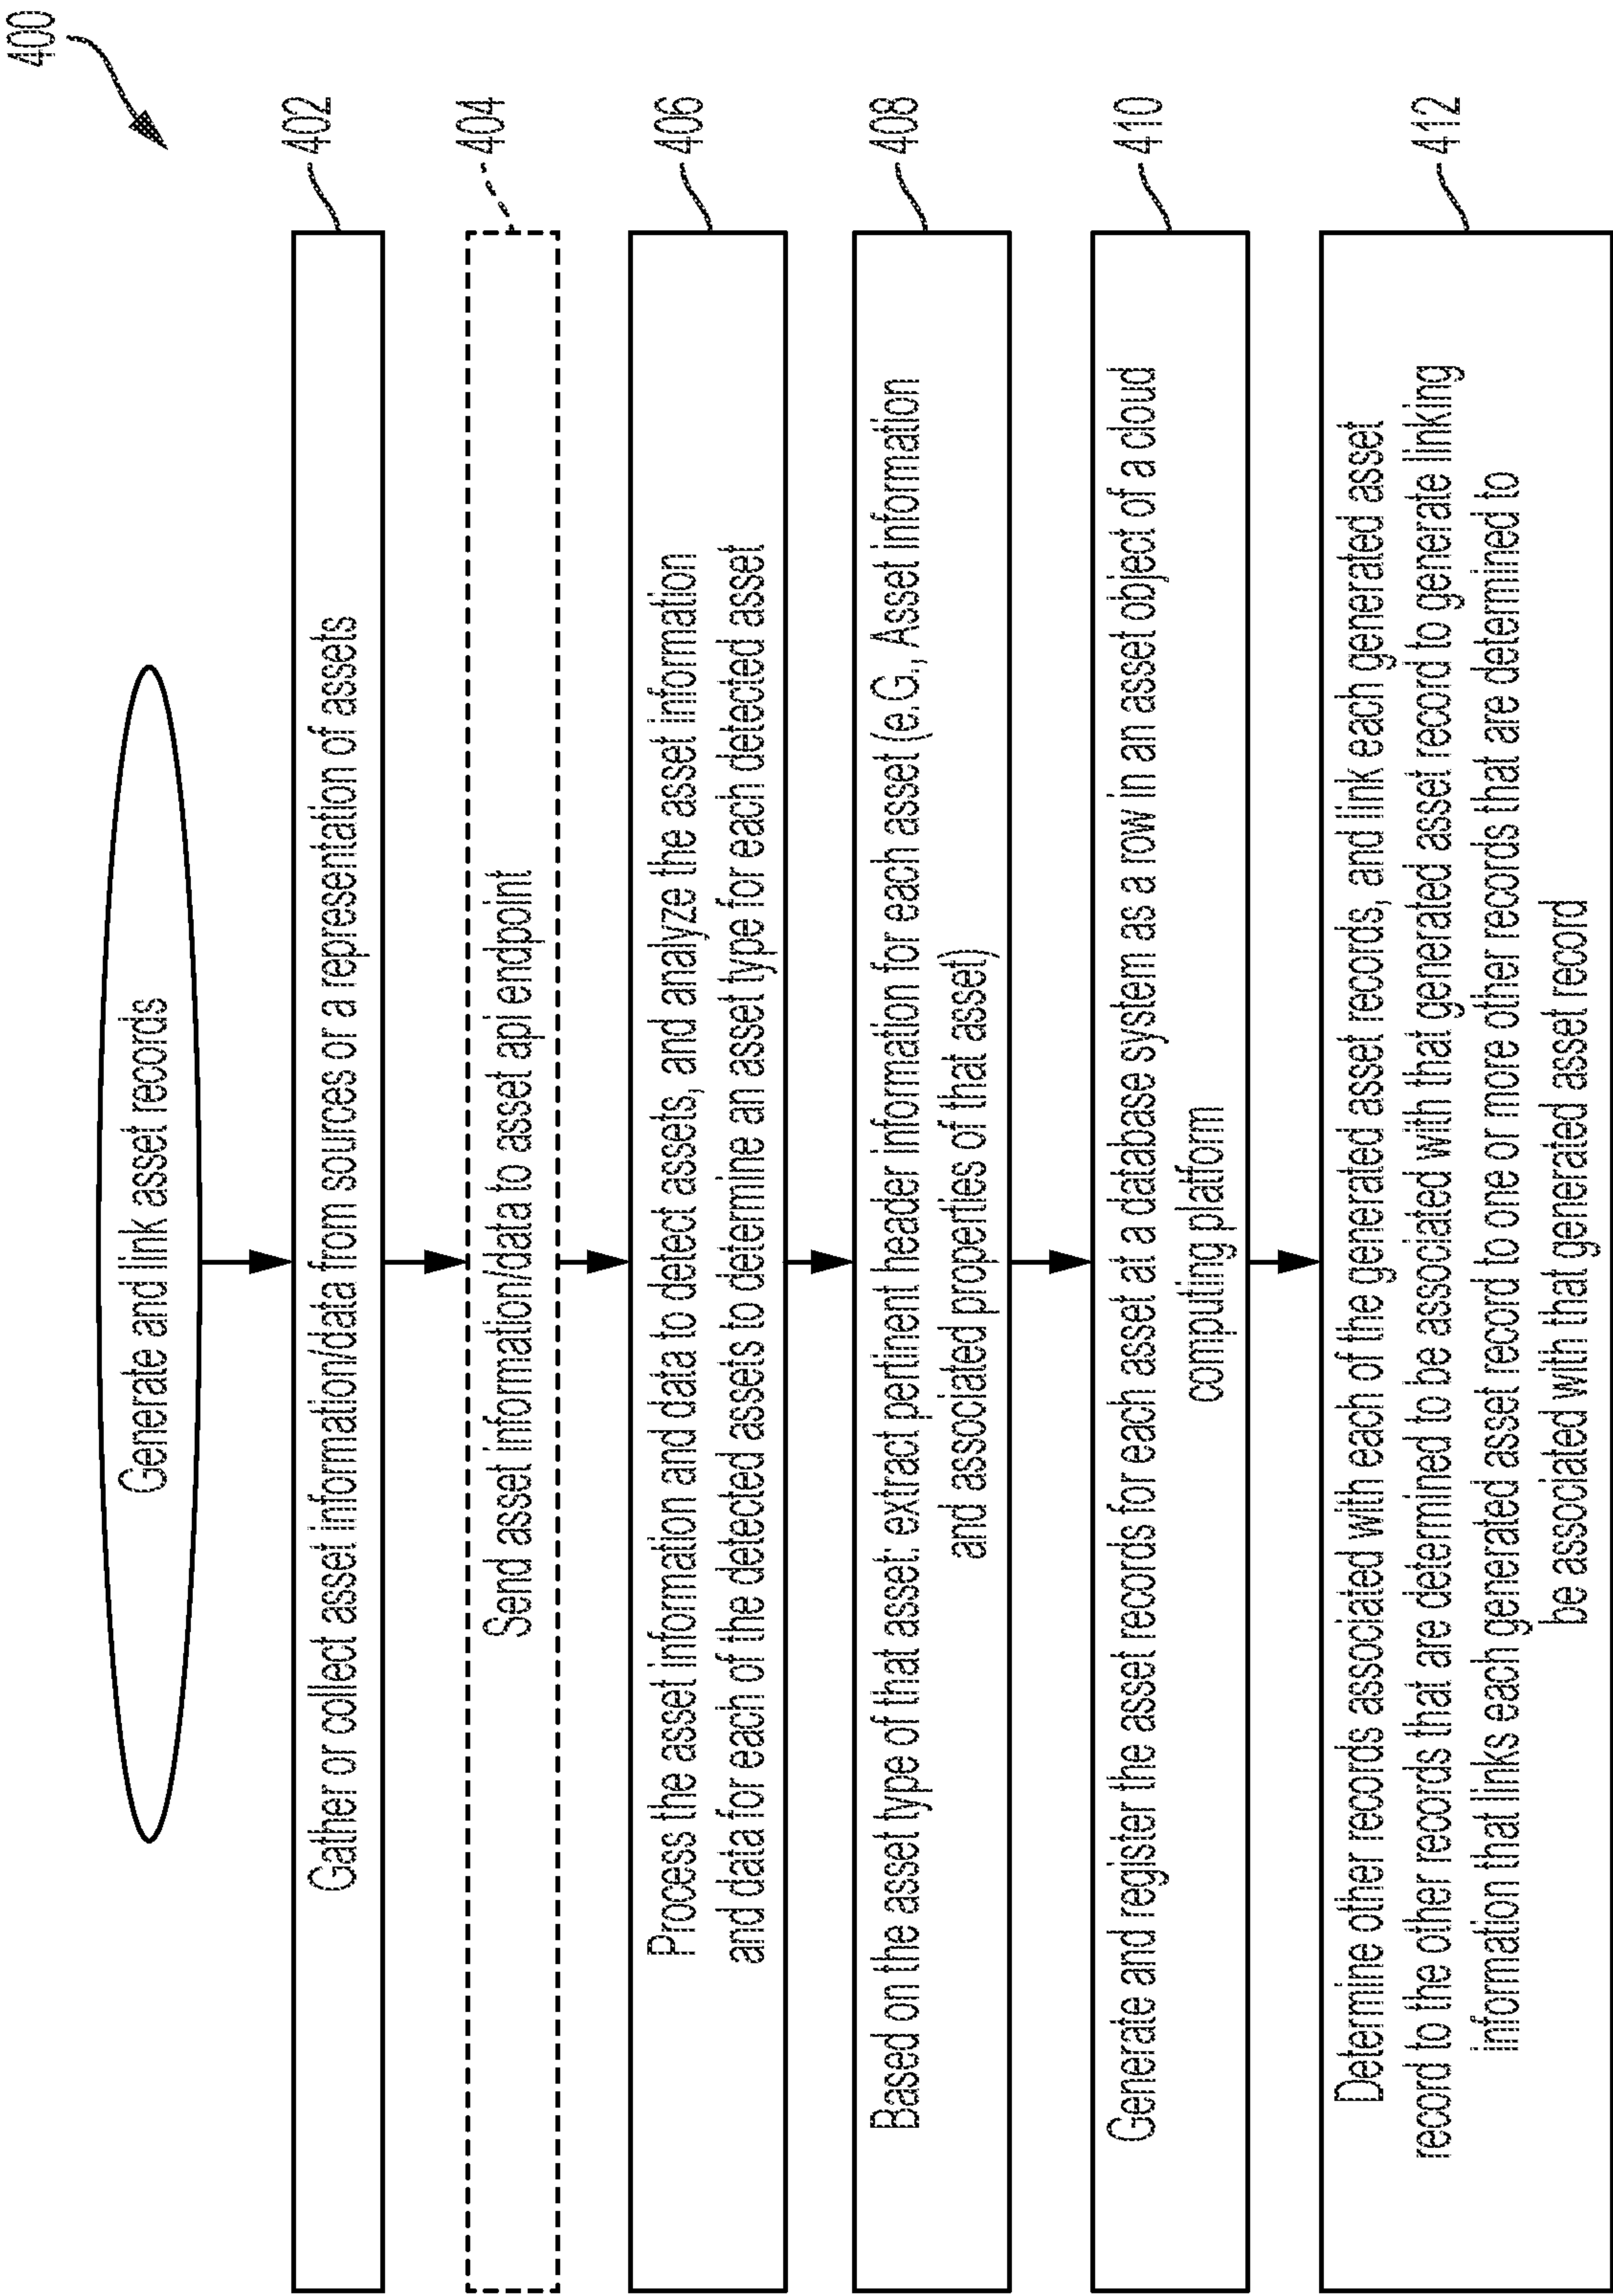 400
Generate and link asset records
402
Gather or collect asset information/data from sources or a representation of assets
404
Send asset information/data to asset api endpoint
406
Process the asset information and data to detect assets, and analyze the asset information
and data for each of the detected assets to determine an asset type for each detected asset
408
Based on the asset type of that asset: extract pertinent header information for each asset (e.G., Asset information
and associated properties of that asset)
410
Generate and register the asset records for each asset at a database system as a row in an asset object of a cloud
computing platform
412
Determine other records associated with each of the generated asset records, and link each generated asset
record to the other records that are determined to be associated with that generated asset record to generate linking
information that links each generated asset record to one or more other records that are determined to
be associated with that generated asset record